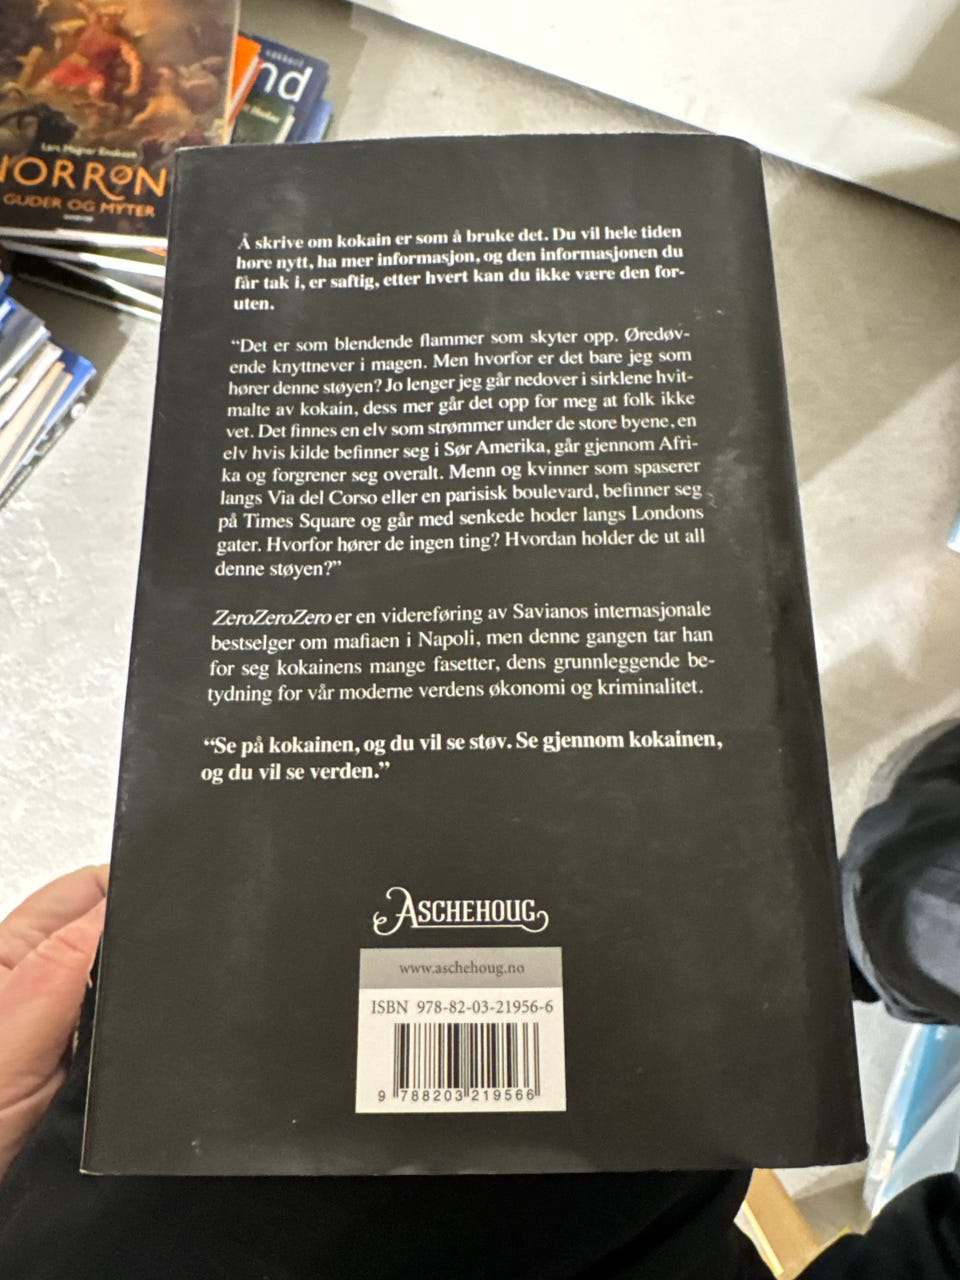 Lars Magnar Enoksen
NORRØN
GUDER OG MYTER
nd
Å skrive om kokain er som å bruke det. Du vil hele tiden
høre nytt, ha mer informasjon, og den informasjonen du
får tak i, er saftig, etter hvert kan du ikke være den for-
uten.
“Det er som blendende flammer som skyter opp. Øredøv-
ende knyttnever i magen. Men hvorfor er det bare jeg som
hører denne støyen? Jo lenger jeg går nedover i sirklene hvit-
malte av kokain, dess mer går det opp for meg at folk ikke
vet. Det finnes en elv som strømmer under de store byene, en
elv hvis kilde befinner seg i Sør Amerika, går gjennom Afri-
ka og forgrener seg overalt. Menn og kvinner som spaserer
langs Via del Corso eller en parisisk boulevard, befinner seg
på Times Square og går med senkede hoder langs Londons
gater. Hvorfor hører de ingen ting? Hvordan holder de ut all
denne støyen?”
ZeroZeroZero er en videreføring av Savianos internasjonale
bestselger om mafiaen i Napoli, men denne gangen tar han
for seg kokainens mange fasetter, dens grunnleggende be-
tydning for vår moderne verdens økonomi og kriminalitet.
“Se på kokainen, og du vil se støv. Se gjennom kokainen,
og du vil se verden.”
ASCHEHOUG
www.aschehoug.no
ISBN 978-82-03-21956-6
9 788203 219566